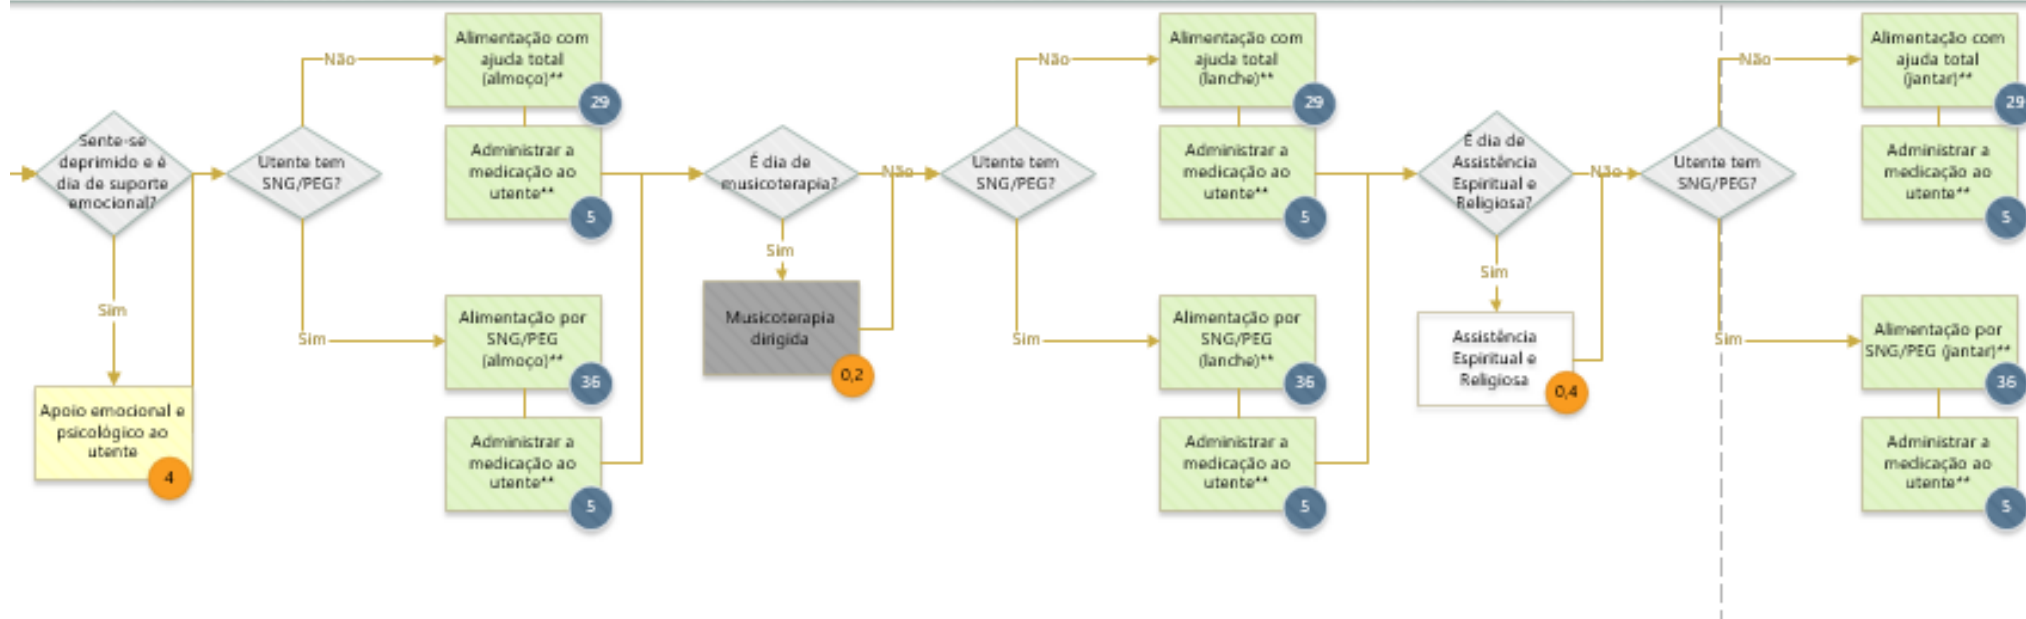 Sente-se
deprimido e é
dia de suporte
emocional?
Sim
Apoio emocional e
psicológico ao
utente
4
Utente tem
SNG/PEG?
Não
Alimentação com
ajuda total
(almoço)**
29
Administrar a
medicação ao
utente**
5
Sim
Alimentação por
SNG/PEG
(almoço)**
36
Administrar a
medicação ao
utente**
5
É dia de
musicoterapia?
Não
Sim
Musicoterapia
dirigida
0,2
Utente tem
SNG/PEG?
Não
Alimentação com
ajuda total
(lanche)**
29
Administrar a
medicação ao
utente**
5
Sim
Alimentação por
SNG/PEG
(lanche)**
36
Administrar a
medicação ao
utente**
5
É dia de
Assistência
Espiritual e
Religiosa?
Não
Sim
Assistência
Espiritual e
Religiosa
0,4
Utente tem
SNG/PEG?
Não
Alimentação com
ajuda total
(jantar)**
29
Administrar a
medicação ao
utente**
5
Sim
Alimentação por
SNG/PEG (jantar)**
36
Administrar a
medicação ao
utente**
5